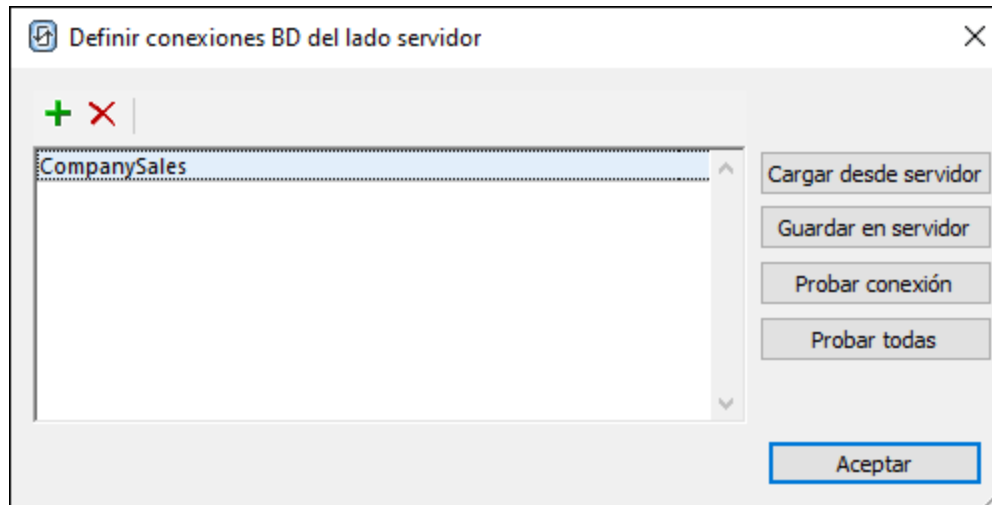 Definir conexiones BD del lado servidor
CompanySales
Cargar desde servidor
Guardar en servidor
Probar conexión
Probar todas
Aceptar